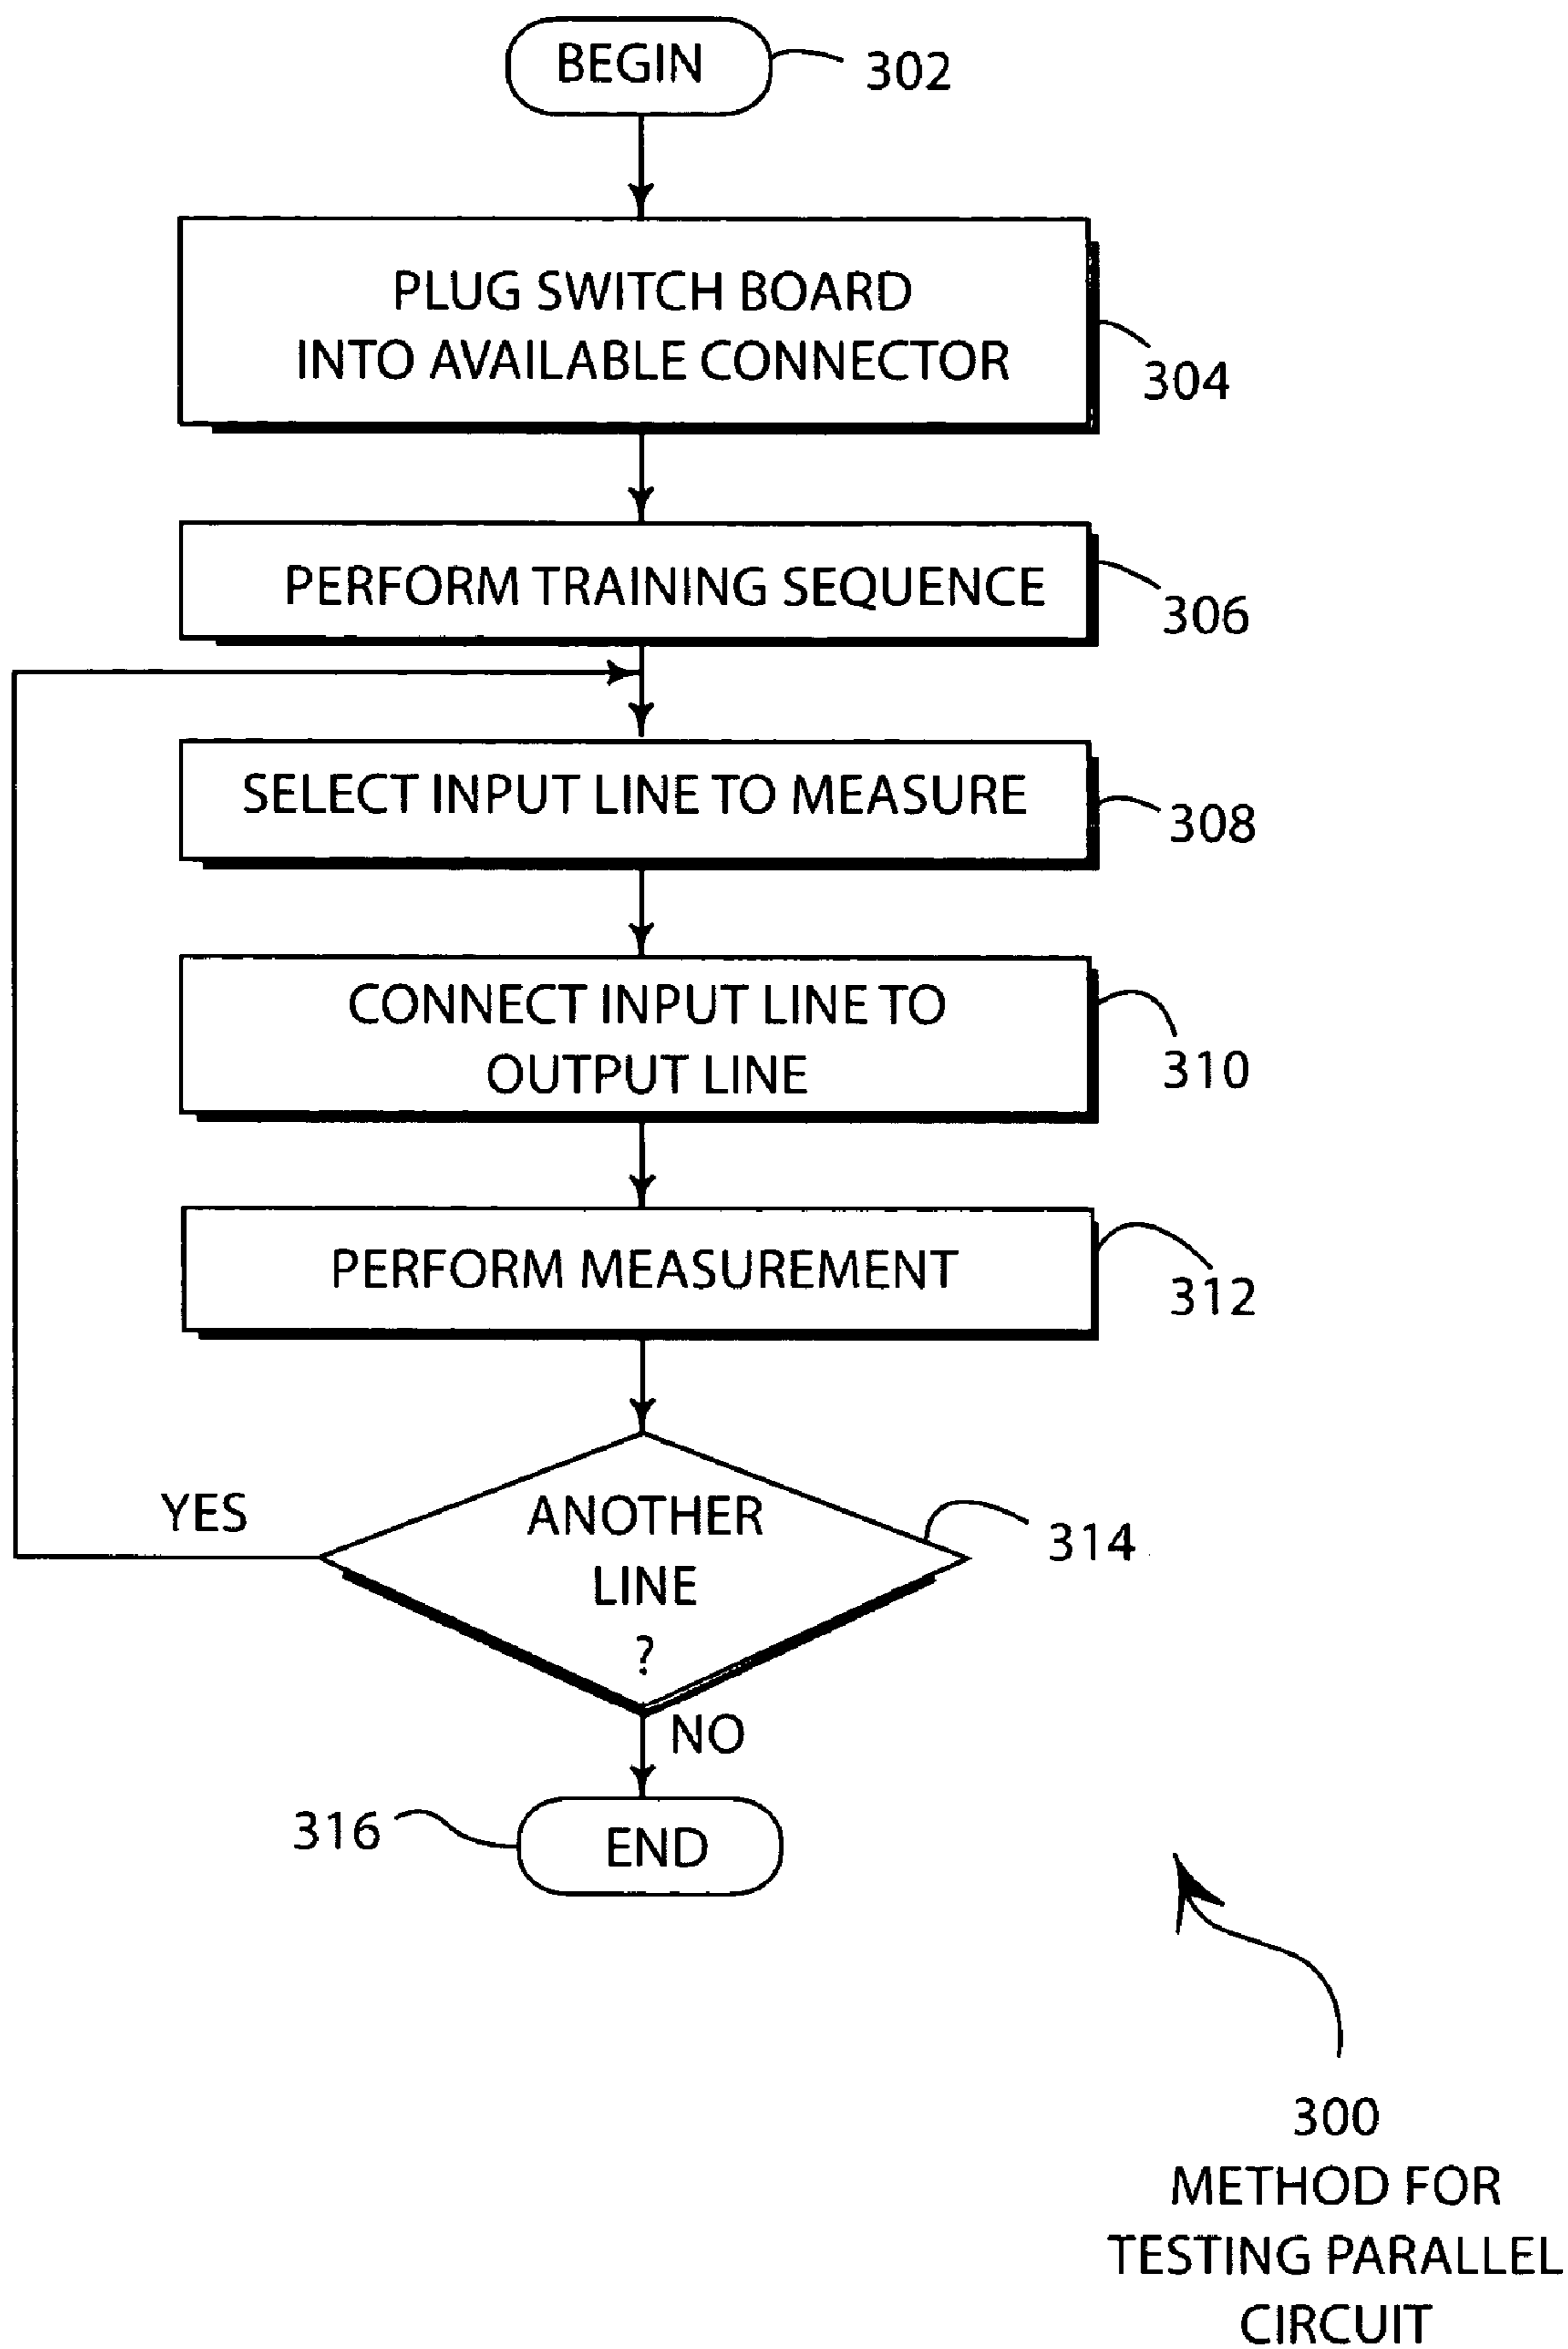 BEGIN
302
PLUG SWITCH BOARD
INTO AVAILABLE CONNECTOR
304
PERFORM TRAINING SEQUENCE
306
SELECT INPUT LINE TO MEASURE
308
CONNECT INPUT LINE TO
OUTPUT LINE
310
PERFORM MEASUREMENT
312
YES
ANOTHER
LINE
?
314
NO
316
END
300
METHOD FOR
TESTING PARALLEL
CIRCUIT